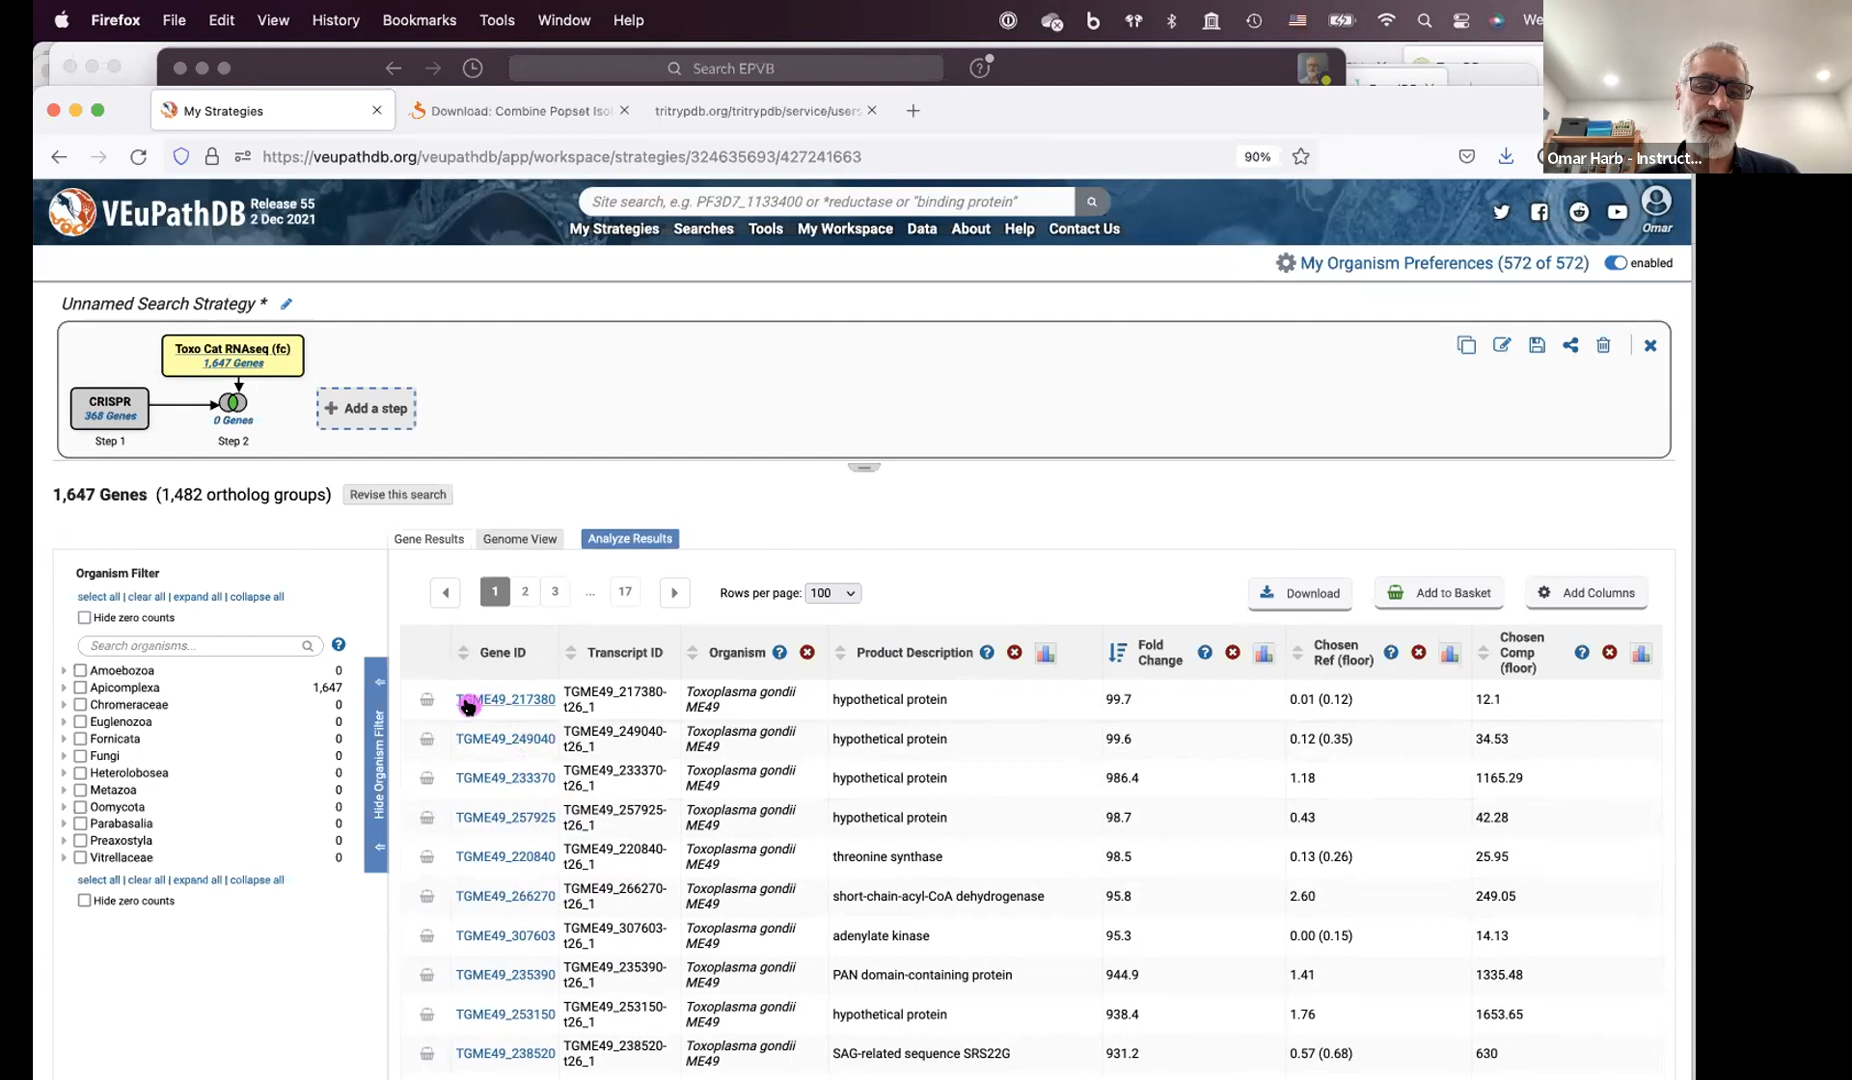 Firefox File Edit View History Bookmarks Tools Window Help
Search EPVB
My Strategies
Download: Combine Popset Isol
tritrypdb.org/tritrypdb/service/users
https://veupathdb.org/veupathdb/app/workspace/strategies/324635693/427241663
90%
Omar Harb - Instruct...
VEuPathDB
Release 55
2 Dec 2021
Site search, e.g. PF3D7_1133400 or *reductase or "binding protein"
My Strategies Searches Tools My Workspace Data About Help Contact Us
Omar
My Organism Preferences (572 of 572) enabled
Unnamed Search Strategy *
Toxo Cat RNAseq (fc)
1,647 Genes
CRISPR
368 Genes
0 Genes
+ Add a step
Step 1
Step 2
1,647 Genes (1,482 ortholog groups) Revise this search
Gene Results Genome View Analyze Results
Organism Filter
select all | clear all | expand all | collapse all
Hide zero counts
Search organisms...
Amoebozoa 0
Apicomplexa 1,647
Chromeraceae 0
Euglenozoa 0
Fornicata 0
Fungi 0
Heterolobosea 0
Metazoa 0
Oomycota 0
Parabasalia 0
Preaxostyla 0
Vitrellaceae 0
select all | clear all | expand all | collapse all
Hide zero counts
Hide Organism Filter
1 2 3 ... 17 Rows per page: 100 Download Add to Basket Add Columns
Gene ID Transcript ID Organism Product Description Fold Change Chosen Ref (floor) Chosen Comp (floor)
TGME49_217380 TGME49_217380-t26_1 Toxoplasma gondii ME49 hypothetical protein 99.7 0.01 (0.12) 12.1
TGME49_249040 TGME49_249040-t26_1 Toxoplasma gondii ME49 hypothetical protein 99.6 0.12 (0.35) 34.53
TGME49_233370 TGME49_233370-t26_1 Toxoplasma gondii ME49 hypothetical protein 986.4 1.18 1165.29
TGME49_257925 TGME49_257925-t26_1 Toxoplasma gondii ME49 hypothetical protein 98.7 0.43 42.28
TGME49_220840 TGME49_220840-t26_1 Toxoplasma gondii ME49 threonine synthase 98.5 0.13 (0.26) 25.95
TGME49_266270 TGME49_266270-t26_1 Toxoplasma gondii ME49 short-chain-acyl-CoA dehydrogenase 95.8 2.60 249.05
TGME49_307603 TGME49_307603-t26_1 Toxoplasma gondii ME49 adenylate kinase 95.3 0.00 (0.15) 14.13
TGME49_235390 TGME49_235390-t26_1 Toxoplasma gondii ME49 PAN domain-containing protein 944.9 1.41 1335.48
TGME49_253150 TGME49_253150-t26_1 Toxoplasma gondii ME49 hypothetical protein 938.4 1.76 1653.65
TGME49_238520 TGME49_238520-t26_1 Toxoplasma gondii ME49 SAG-related sequence SRS22G 931.2 0.57 (0.68) 630